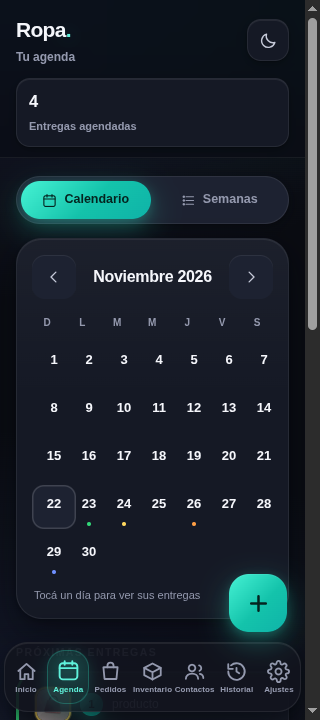 Ropa.
Tu agenda
4
Entregas agendadas
Calendario Semanas
Noviembre 2026
D L M M J V S
1 2 3 4 5 6 7
8 9 10 11 12 13 14
15 16 17 18 19 20 21
22 23 24 25 26 27 28
29 30
Tocá un día para ver sus entregas
PRÓXIMAS ENTREGAS
Inicio Agenda Pedidos Inventario Contactos Historial Ajustes